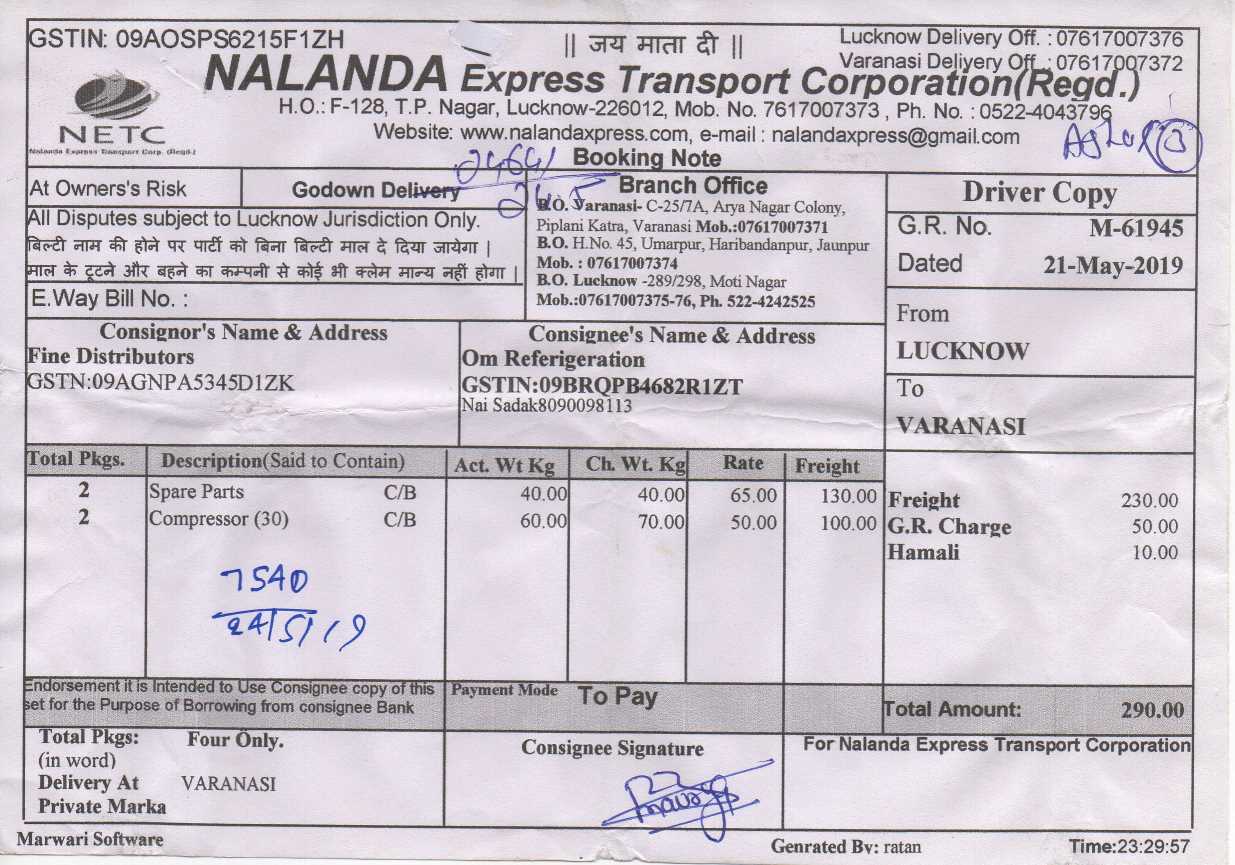 GSTIN: 09AOSPS6215F1ZH
|| जय माता दी ||
Lucknow Delivery Off. : 07617007376
Varanasi Delivery Off. : 07617007372
NALANDA Express Transport Corporation(Regd.)
H.O.: F-128, T.P. Nagar, Lucknow-226012, Mob. No. 7617007373 , Ph. No. : 0522-4043796
NETC
Nalanda Express Transport Corp. (Regd.)
Website: www.nalandaxpress.com, e-mail : nalandaxpress@gmail.com
3
24641
Booking Note
At Owners's Risk
Godown Delivery
All Disputes subject to Lucknow Jurisdiction Only.
बिल्टी नाम की होने पर पार्टी को बिना बिल्टी माल दे दिया जायेगा |
माल के टूटने और बहने का कम्पनी से कोई भी क्लेम मान्य नहीं होगा |
E.Way Bill No. :
Branch Office
B.O. Varanasi- C-25/7A, Arya Nagar Colony,
Piplani Katra, Varanasi Mob.:07617007371
B.O. H.No. 45, Umarpur, Haribandanpur, Jaunpur
Mob. : 07617007374
B.O. Lucknow -289/298, Moti Nagar
Mob.:07617007375-76, Ph. 522-4242525
Driver Copy
G.R. No. M-61945
Dated 21-May-2019
From
LUCKNOW
To
VARANASI
Consignor's Name & Address
Fine Distributors
GSTN:09AGNPA5345D1ZK
Consignee's Name & Address
Om Referigeration
GSTIN:09BRQPB4682R1ZT
Nai Sadak8090098113
Total Pkgs. Description(Said to Contain) Act. Wt Kg Ch. Wt. Kg Rate Freight
2 Spare Parts C/B 40.00 40.00 65.00 130.00
2 Compressor (30) C/B 60.00 70.00 50.00 100.00
Freight 230.00
G.R. Charge 50.00
Hamali 10.00
7540
24/5/19
Endorsement it is Intended to Use Consignee copy of this
set for the Purpose of Borrowing from consignee Bank
Payment Mode To Pay
Total Amount: 290.00
Total Pkgs: Four Only.
(in word)
Delivery At VARANASI
Private Marka
Consignee Signature
For Nalanda Express Transport Corporation
Marwari Software
Genrated By: ratan
Time:23:29:57